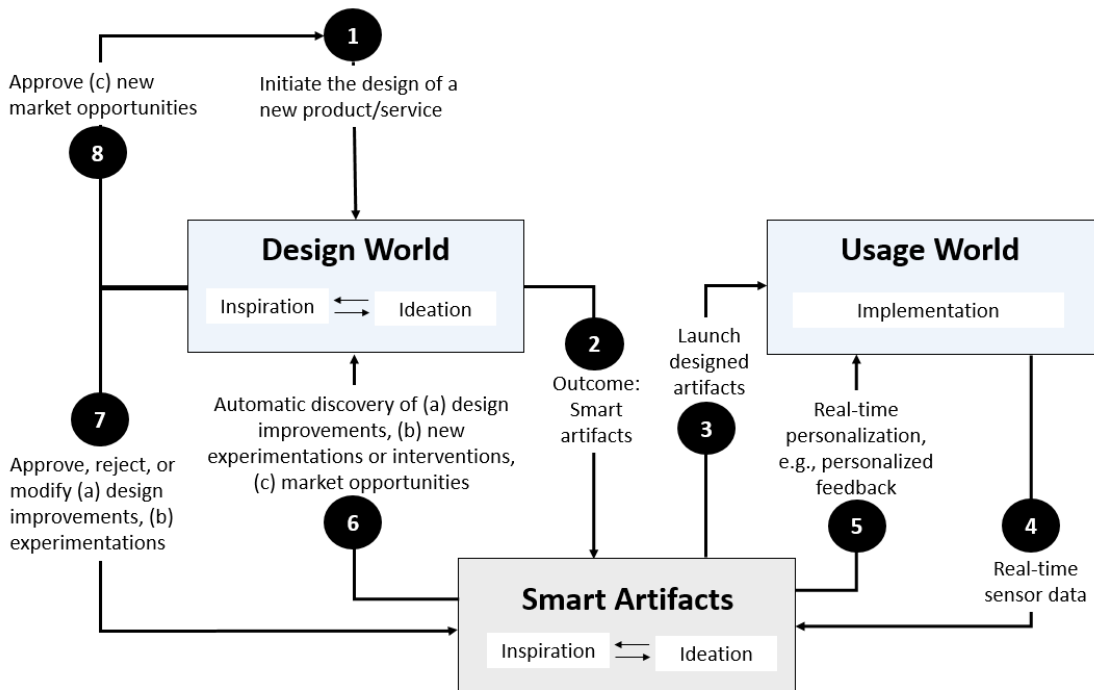 1
Approve (c) new
market opportunities
Initiate the design of a
new product/service
8
Design World
Inspiration
Ideation
Usage World
Implementation
2
Outcome:
Smart
artifacts
Launch
designed
artifacts
3
7
Approve, reject, or
modify (a) design
improvements, (b)
experimentations
Automatic discovery of (a) design
improvements, (b) new
experimentations or interventions,
(c) market opportunities
6
Real-time
personalization,
e.g., personalized
feedback
5
4
Real-time
sensor data
Smart Artifacts
Inspiration
Ideation